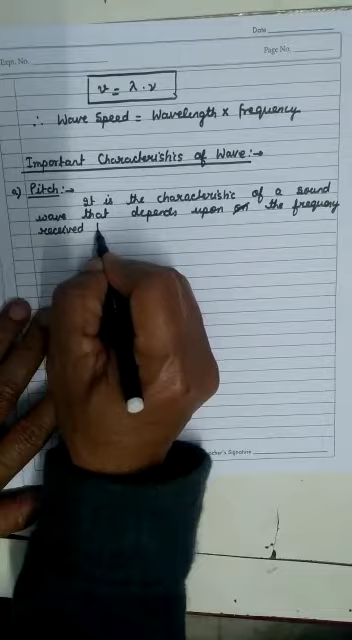 Date
Expt. No.
Page No.
v = λ . ν
∴ Wave Speed = Wavelength x frequency
Important Characteristics of Wave:→
a) Pitch:→
It is the characteristic of a sound
wave that depends upon on the frequency
received
Teacher's Signature